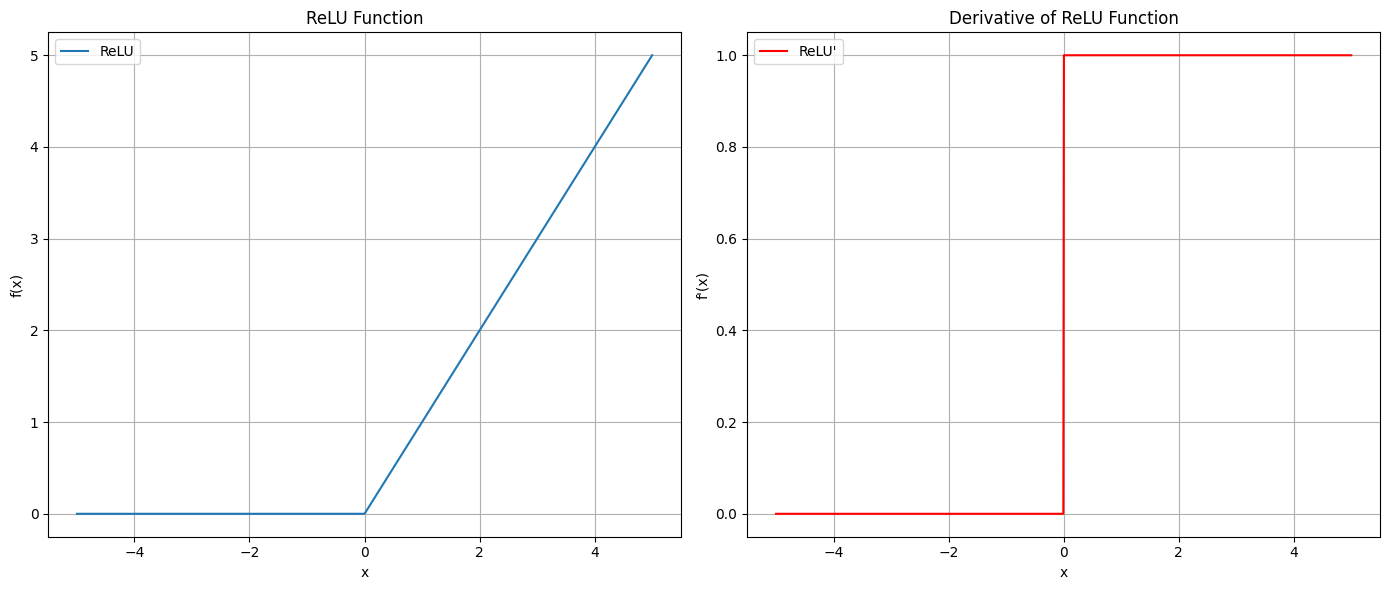 ReLU Function
ReLU
5
4
3
2
1
0
f(x)
−4
−2
0
2
4
x
Derivative of ReLU Function
ReLU'
1.0
0.8
0.6
0.4
0.2
0.0
f'(x)
−4
−2
0
2
4
x